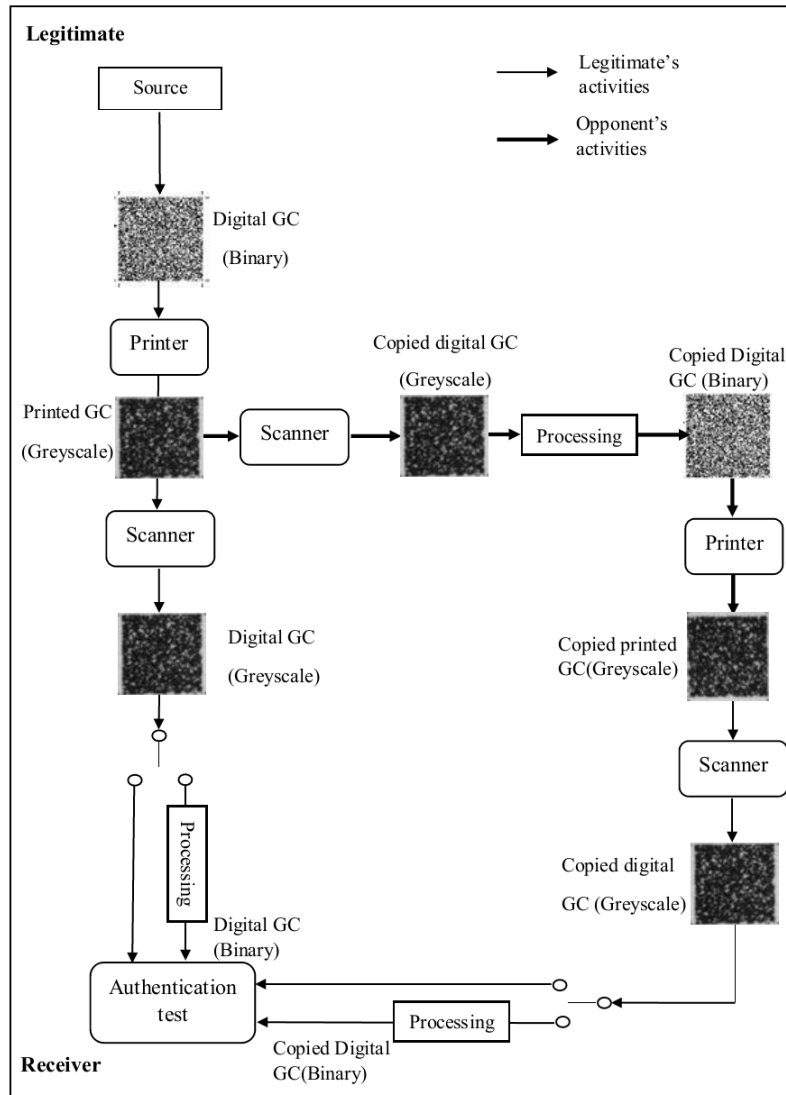 Legitimate
Legitimate's
activities
Opponent's
activities
Source
Digital GC
(Binary)
Printer
Printed GC
(Greyscale)
Scanner
Copied digital GC
(Greyscale)
Processing
Copied Digital
GC (Binary)
Printer
Scanner
Digital GC
(Greyscale)
Copied printed
GC(Greyscale)
Scanner
Copied digital
GC (Greyscale)
Processing
Digital GC
(Binary)
Authentication
test
Processing
Copied Digital
GC(Binary)
Receiver